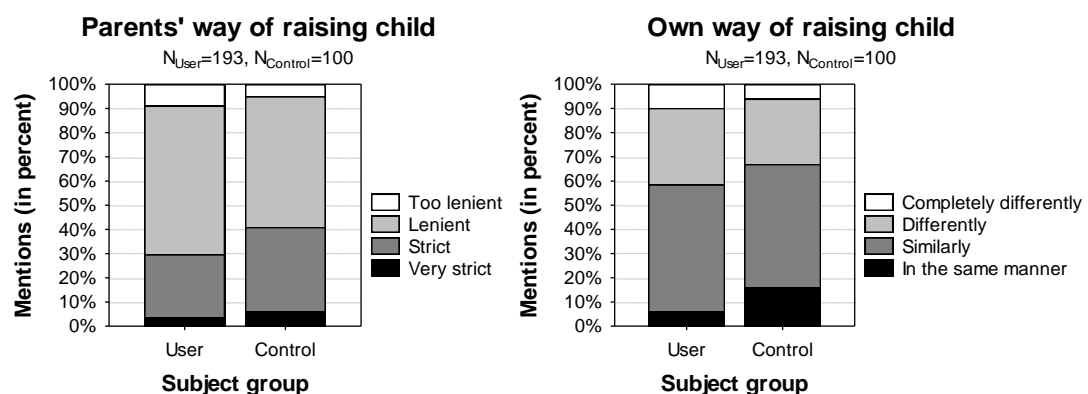 Parents' way of raising child
NUser=193, NControl=100
100%
90%
80%
70%
60%
50%
40%
30%
20%
10%
0%
Mentions (in percent)
User
Control
Subject group
Too lenient
Lenient
Strict
Very strict
Own way of raising child
NUser=193, NControl=100
100%
90%
80%
70%
60%
50%
40%
30%
20%
10%
0%
Mentions (in percent)
User
Control
Subject group
Completely differently
Differently
Similarly
In the same manner